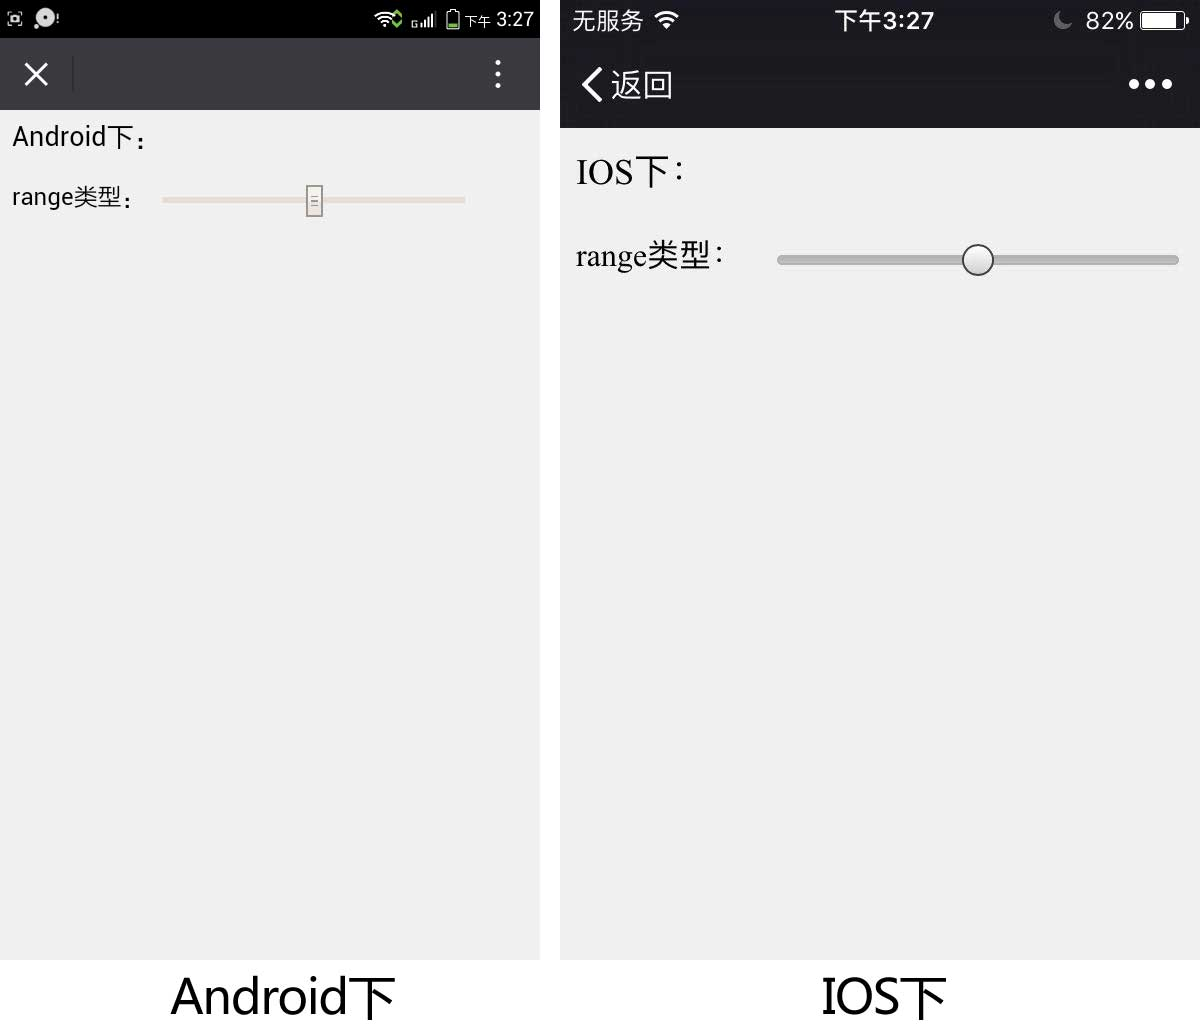 下午 3:27
Android下：
range类型：
无服务 下午3:27 82%
返回
IOS下：
range类型：
Android下
IOS下